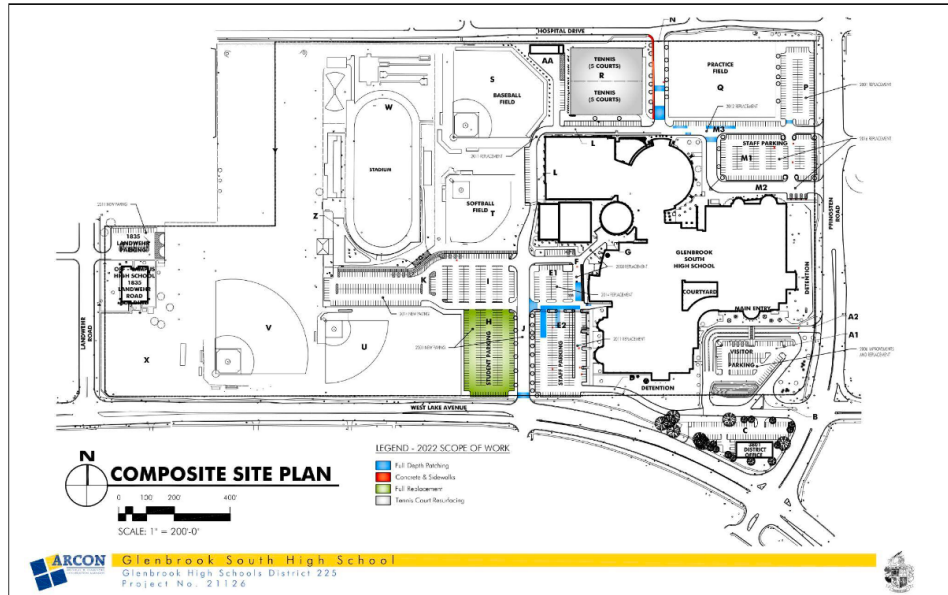 HOSPITAL DRIVE
N
AA
TENNIS
(5 COURTS)
R
TENNIS
(5 COURTS)
PRACTICE
FIELD
Q
P
S
BASEBALL
FIELD
W
Y
STADIUM
SOFTBALL
FIELD
T
Z
L
L
M3
STAFF PARKING
M1
M2
PFINGSTEN
ROAD
1835
LANDWEHR
PARKING
HIGH SCHOOL
1835
LANDWEHR
ROAD
LANDWEHR
ROAD
K
I
F
G
E1
GLENBROOK
SOUTH
HIGH SCHOOL
COURTYARD
DETENTION
MAIN ENTRY
A2
A1
H
STUDENT PARKING
J
E2
STAFF PARKING
VISITOR
PARKING
V
U
X
D
DETENTION
B
C
DISTRICT
OFFICE
WEST LAKE AVENUE
N
COMPOSITE SITE PLAN
0 100 200 400'
SCALE: 1" = 200'-0'
LEGEND - 2022 SCOPE OF WORK
Full Depth Patching
Concrete & Sidewalks
Full Replacement
Tennis Court Resurfacing
ARCON
Glenbrook South High School
Glenbrook High Schools District 225
Project No. 21126